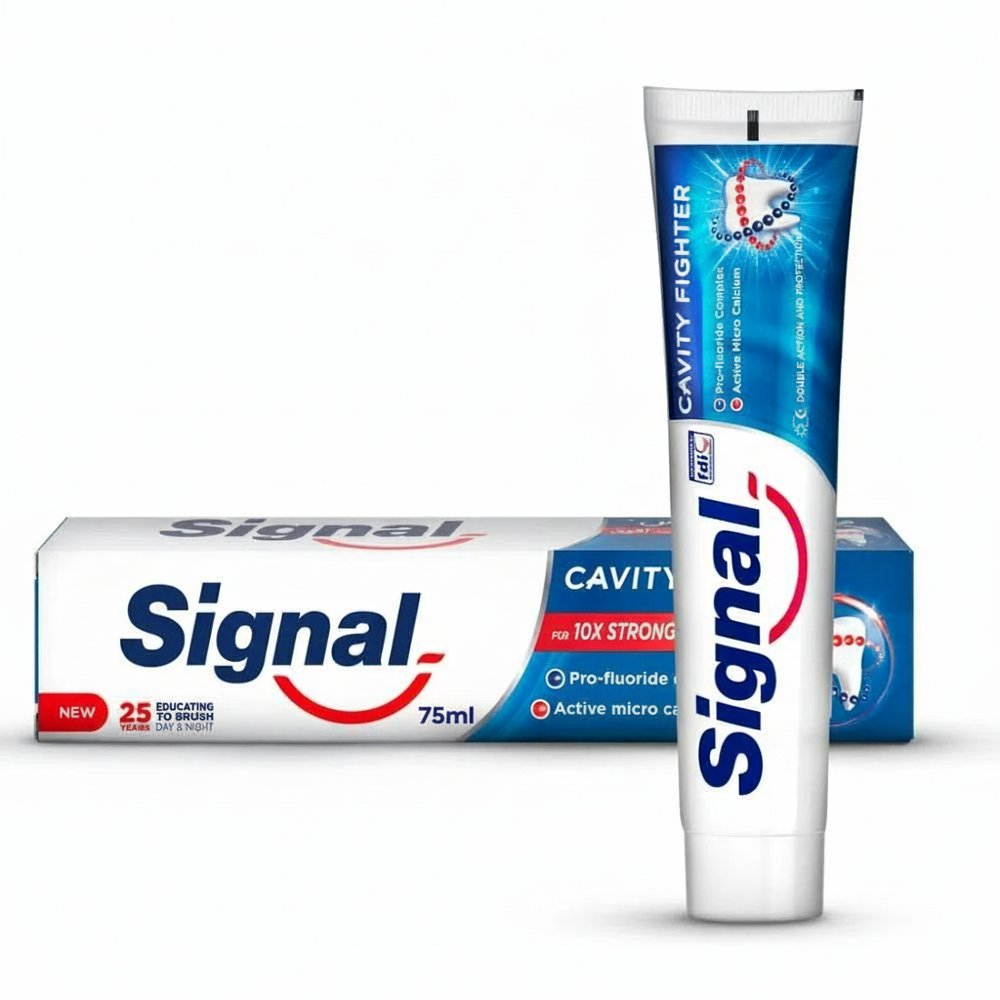 Signal
Signal
CAVITY
FOR 10X STRONG
Pro-fluoride
Active micro ca
NEW
25
YEARS
EDUCATING
TO BRUSH
DAY & NIGHT
75ml
CAVITY FIGHTER
Pro-fluoride Complex
Active Micro Calcium
DOUBLE ACTION AND PROTECTION
fdi
Signal